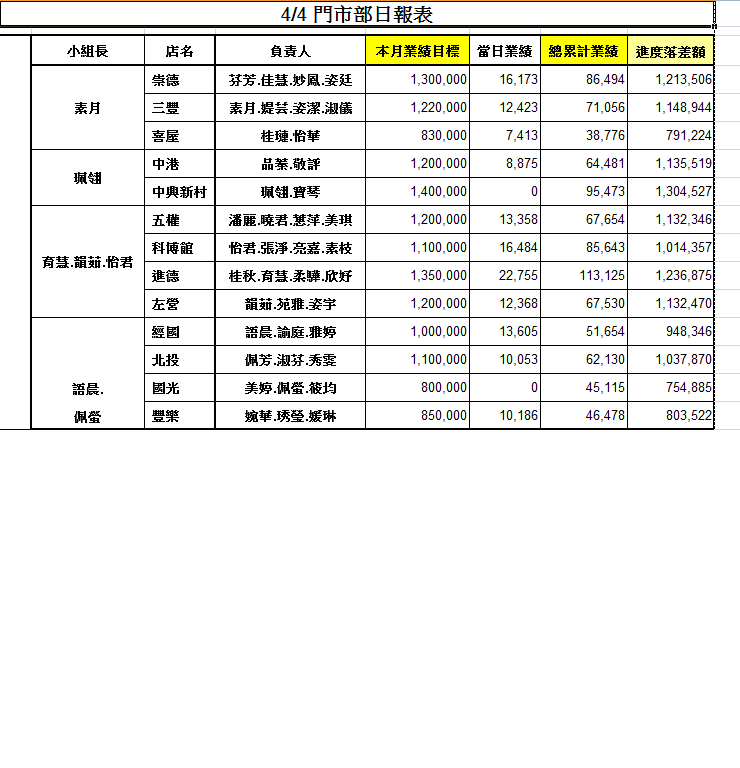 4/4 門市部日報表
小組長 店名 負責人 本月業績目標 當日業績 總累計業績 進度落差額
素月 崇德 芬芳.佳慧.妙鳳.姿廷 1,300,000 16,173 86,494 1,213,506
三豐 素月.緹芸.姿潔.淑儀 1,220,000 12,423 71,056 1,148,944
喜屋 桂璉.怡華 830,000 7,413 38,776 791,224
珮翎 中港 品蓁.敬評 1,200,000 8,875 64,481 1,135,519
中興新村 珮翎.寶琴 1,400,000 0 95,473 1,304,527
育慧.韻茹.怡君 五權 潘麗.曉君.蕙萍.美琪 1,200,000 13,358 67,654 1,132,346
科博館 怡君.張淨.亮嘉.素枝 1,100,000 16,484 85,643 1,014,357
進德 桂秋.育慧.柔驊.欣妤 1,350,000 22,755 113,125 1,236,875
左營 韻茹.苑雅.姿宇 1,200,000 12,368 67,530 1,132,470
經國 語晨.諭庭.雅婷 1,000,000 13,605 51,654 948,346
北投 佩芳.淑芬.秀雯 1,100,000 10,053 62,130 1,037,870
語晨. 國光 美婷.佩螢.筱均 800,000 0 45,115 754,885
佩螢 豐樂 婉華.琇瑩.媛琳 850,000 10,186 46,478 803,522